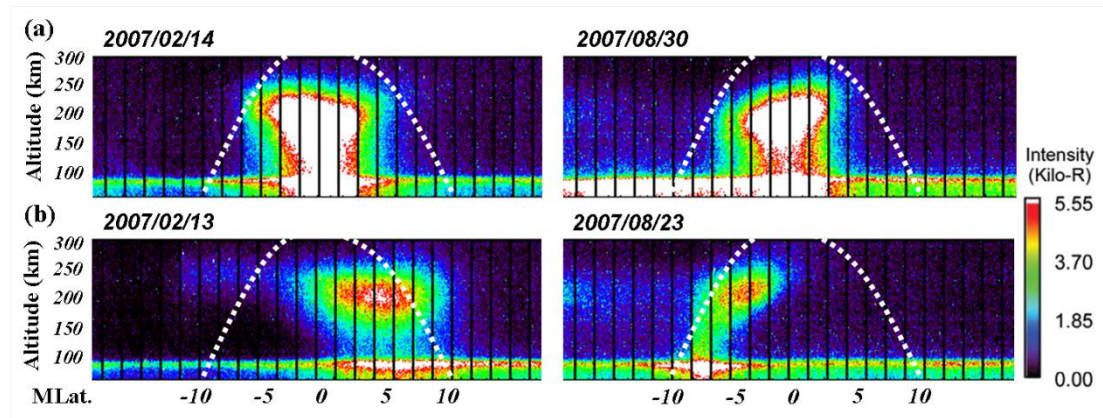 (a)
2007/02/14 2007/08/30
Altitude (km)
300
250
200
150
100
Intensity
(Kilo-R)
5.55
3.70
1.85
0.00
(b)
2007/02/13 2007/08/23
Altitude (km)
300
250
200
150
100
MLat. -10 -5 0 5 10 -10 -5 0 5 10